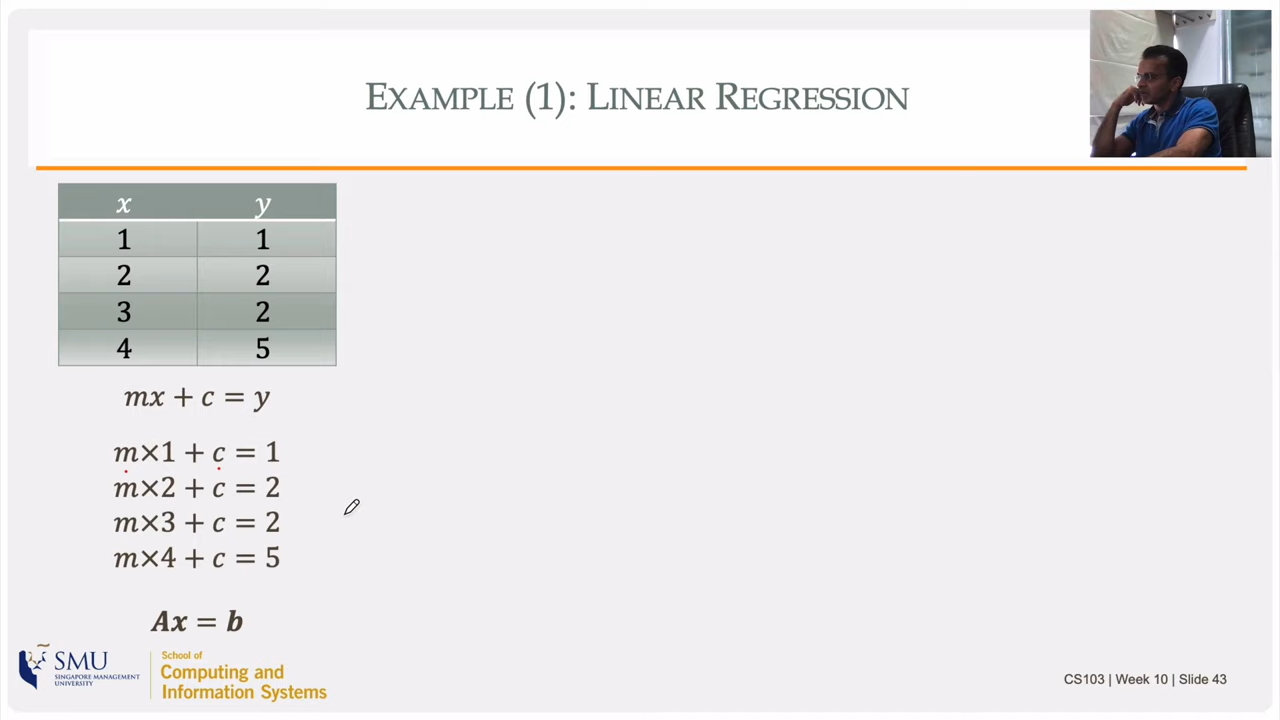 EXAMPLE (1): LINEAR REGRESSION
x y
1 1
2 2
3 2
4 5
mx + c = y
m×1 + c = 1
m×2 + c = 2
m×3 + c = 2
m×4 + c = 5
Ax = b
SMU
SINGAPORE MANAGEMENT
UNIVERSITY
School of
Computing and
Information Systems
CS103 | Week 10 | Slide 43